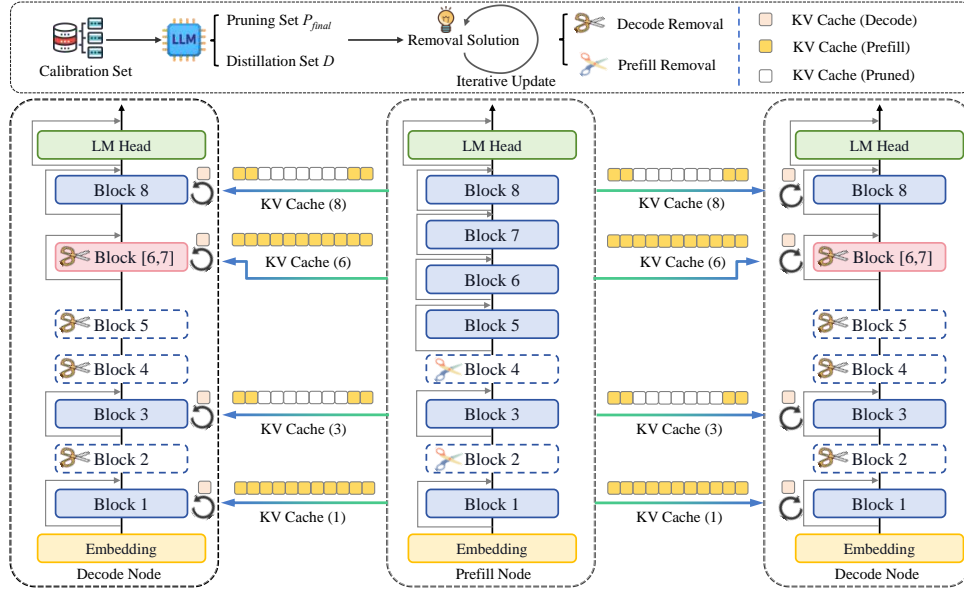 Calibration Set
LLM
Pruning Set P_final
Distillation Set D
Removal Solution
Iterative Update
Decode Removal
Prefill Removal
KV Cache (Decode)
KV Cache (Prefill)
KV Cache (Pruned)
LM Head
Block 8
Block [6,7]
Block 5
Block 4
Block 3
Block 2
Block 1
Embedding
Decode Node
KV Cache (8)
KV Cache (6)
KV Cache (3)
KV Cache (1)
LM Head
Block 8
Block 7
Block 6
Block 5
Block 4
Block 3
Block 2
Block 1
Embedding
Prefill Node
KV Cache (8)
KV Cache (6)
KV Cache (3)
KV Cache (1)
LM Head
Block 8
Block [6,7]
Block 5
Block 4
Block 3
Block 2
Block 1
Embedding
Decode Node